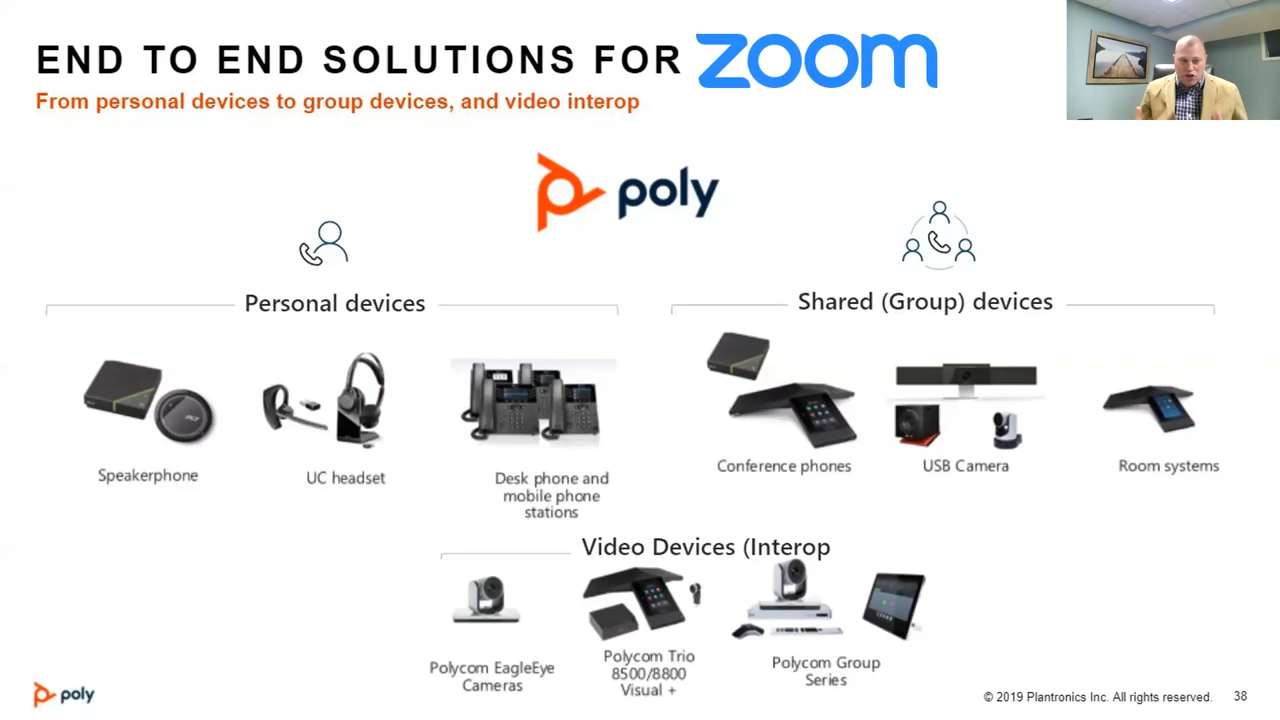 END TO END SOLUTIONS FOR zoom
From personal devices to group devices, and video interop
poly
Personal devices
Shared (Group) devices
Speakerphone
UC headset
Desk phone and
mobile phone
stations
Conference phones
USB Camera
Room systems
Video Devices (Interop
Polycom EagleEye
Cameras
Polycom Trio
8500/8800
Visual +
Polycom Group
Series
poly
© 2019 Plantronics Inc. All rights reserved.
38